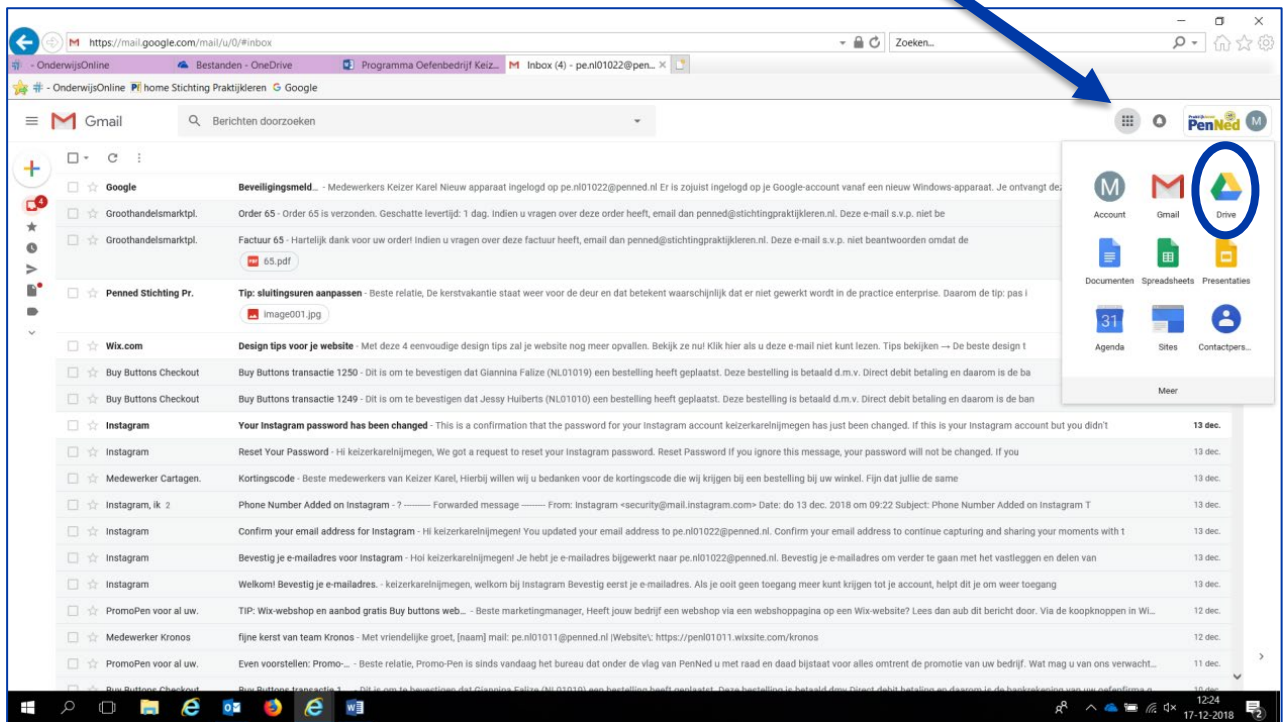 https://mail.google.com/mail/u/0/#inbox
Zoeken...
- OnderwijsOnline
Bestanden - OneDrive
Programma Oefenbedrijf Keiz...
Inbox (4) - pe.nl01022@pen...
- OnderwijsOnline
home Stichting Praktijkleren
Google
Gmail
Berichten doorzoeken
PenNed
M
4
Google
Beveiligingsmeld... - Medewerkers Keizer Karel Nieuw apparaat ingelogd op pe.nl01022@penned.nl Er is zojuist ingelogd op je Google-account vanaf een nieuw Windows-apparaat. Je ontvangt
Groothandelsmarktpl.
Order 65 - Order 65 is verzonden. Geschatte levertijd: 1 dag. Indien u vragen over deze order heeft, email dan penned@stichtingpraktijkleren.nl. Deze e-mail s.v.p. niet be
Groothandelsmarktpl.
Factuur 65 - Hartelijk dank voor uw order! Indien u vragen over deze factuur heeft, email dan penned@stichtingpraktijkleren.nl. Deze e-mail s.v.p. niet beantwoorden omdat de
65.pdf
Penned Stichting Pr.
Tip: sluitingsuren aanpassen - Beste relatie, De kerstvakantie staat weer voor de deur en dat betekent waarschijnlijk dat er niet gewerkt wordt in de practice enterprise. Daarom de tip: pas i
image001.jpg
Wix.com
Design tips voor je website - Met deze 4 eenvoudige design tips zal je website nog meer opvallen. Bekijk ze nu! Klik hier als u deze e-mail niet kunt lezen. Tips bekijken → De beste design t
Buy Buttons Checkout
Buy Buttons transactie 1250 - Dit is om te bevestigen dat Giannina Falize (NL01019) een bestelling heeft geplaatst. Deze bestelling is betaald d.m.v. Direct debit betaling en daarom is de ba
Buy Buttons Checkout
Buy Buttons transactie 1249 - Dit is om te bevestigen dat Jessy Huiberts (NL01010) een bestelling heeft geplaatst. Deze bestelling is betaald d.m.v. Direct debit betaling en daarom is de ban
M
Account
Gmail
Drive
Documenten
Spreadsheets
Presentaties
31
Agenda
Sites
Contactpers...
Meer
Instagram
Your Instagram password has been changed - This is a confirmation that the password for your Instagram account keizerkarelnijmegen has just been changed. If this is your Instagram account but you didn't
13 dec.
Instagram
Reset Your Password - Hi keizerkarelnijmegen, We got a request to reset your Instagram password. Reset Password If you ignore this message, your password will not be changed. If you
13 dec.
Medewerker Cartagen.
Kortingscode - Beste medewerkers van Keizer Karel, Hierbij willen wij u bedanken voor de kortingscode die wij krijgen bij een bestelling bij uw winkel. Fijn dat jullie de same
13 dec.
Instagram, ik 2
Phone Number Added on Instagram - ? -------- Forwarded message -------- From: Instagram <security@mail.instagram.com> Date: do 13 dec. 2018 om 09:22 Subject: Phone Number Added on Instagram T
13 dec.
Instagram
Confirm your email address for Instagram - Hi keizerkarelnijmegen! You updated your email address to pe.nl01022@penned.nl. Confirm your email address to continue capturing and sharing your moments with t
13 dec.
Instagram
Bevestig je e-mailadres voor Instagram - Hoi keizerkarelnijmegen! Je hebt je e-mailadres bijgewerkt naar pe.nl01022@penned.nl. Bevestig je e-mailadres om verder te gaan met het vastleggen en delen van
13 dec.
Instagram
Welkom! Bevestig je e-mailadres. - keizerkarelnijmegen, welkom bij Instagram Bevestig eerst je e-mailadres. Als je ooit geen toegang meer kunt krijgen tot je account, helpt dit je om weer toegang
13 dec.
PromoPen voor al uw.
TIP: Wix-webshop en aanbod gratis Buy buttons web... - Beste marketingmanager, Heeft jouw bedrijf een webshop via een webshoppagina op een Wix-website? Lees dan aub dit bericht door. Via de koopknoppen in Wi...
12 dec.
Medewerker Kronos
fijne kerst van team Kronos - Met vriendelijke groet, [naam] mail: pe.nl01011@penned.nl |Website\: https://penl01011.wixsite.com/kronos
12 dec.
PromoPen voor al uw.
Even voorstellen: Promo-... - Beste relatie, Promo-Pen is sinds vandaag het bureau dat onder de vlag van PenNed u met raad en daad bijstaat voor alles omtrent de promotie van uw bedrijf. Wat mag u van ons verwacht...
11 dec.
Buy Buttons Checkout
12:24
17-12-2018
2